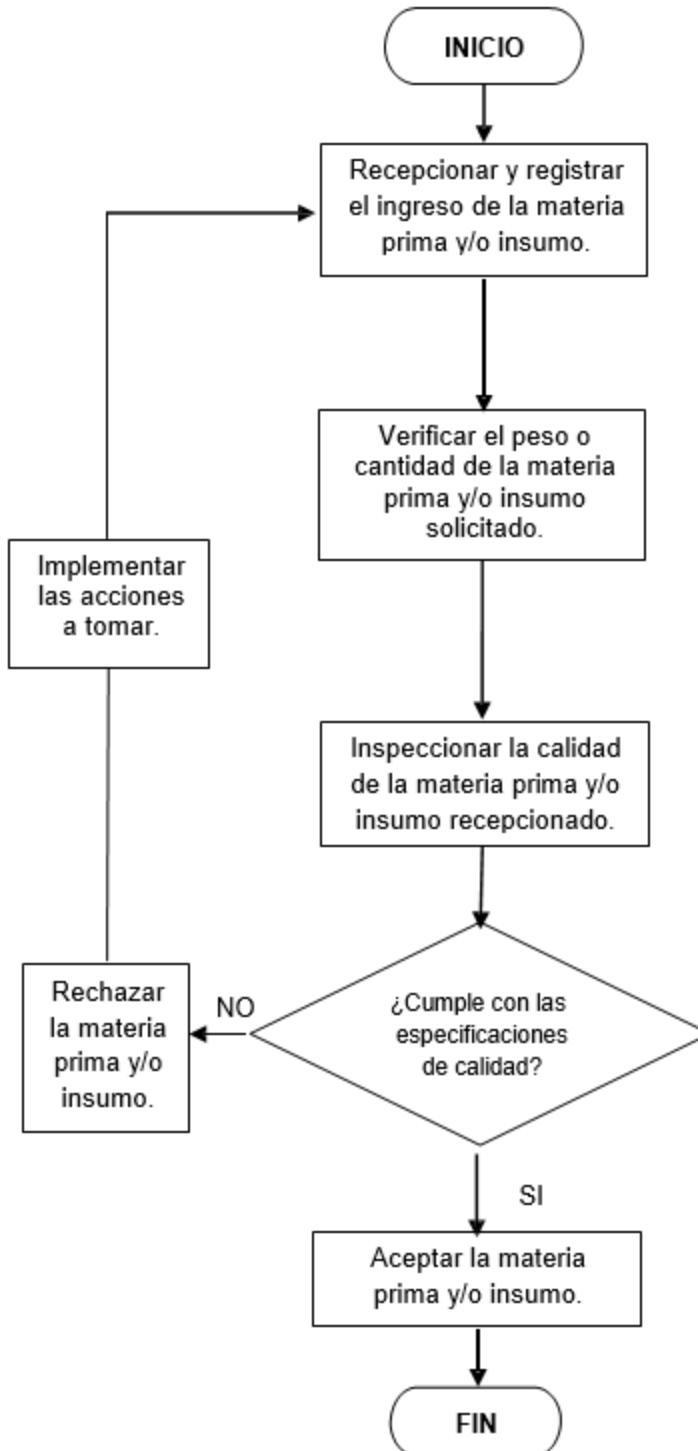 INICIO
Recepcionar y registrar
el ingreso de la materia
prima y/o insumo.
Verificar el peso o
cantidad de la materia
prima y/o insumo
solicitado.
Implementar
las acciones
a tomar.
Inspeccionar la calidad
de la materia prima y/o
insumo recepcionado.
Rechazar
la materia
prima y/o
insumo.
NO
¿Cumple con las
especificaciones
de calidad?
SI
Aceptar la materia
prima y/o insumo.
FIN